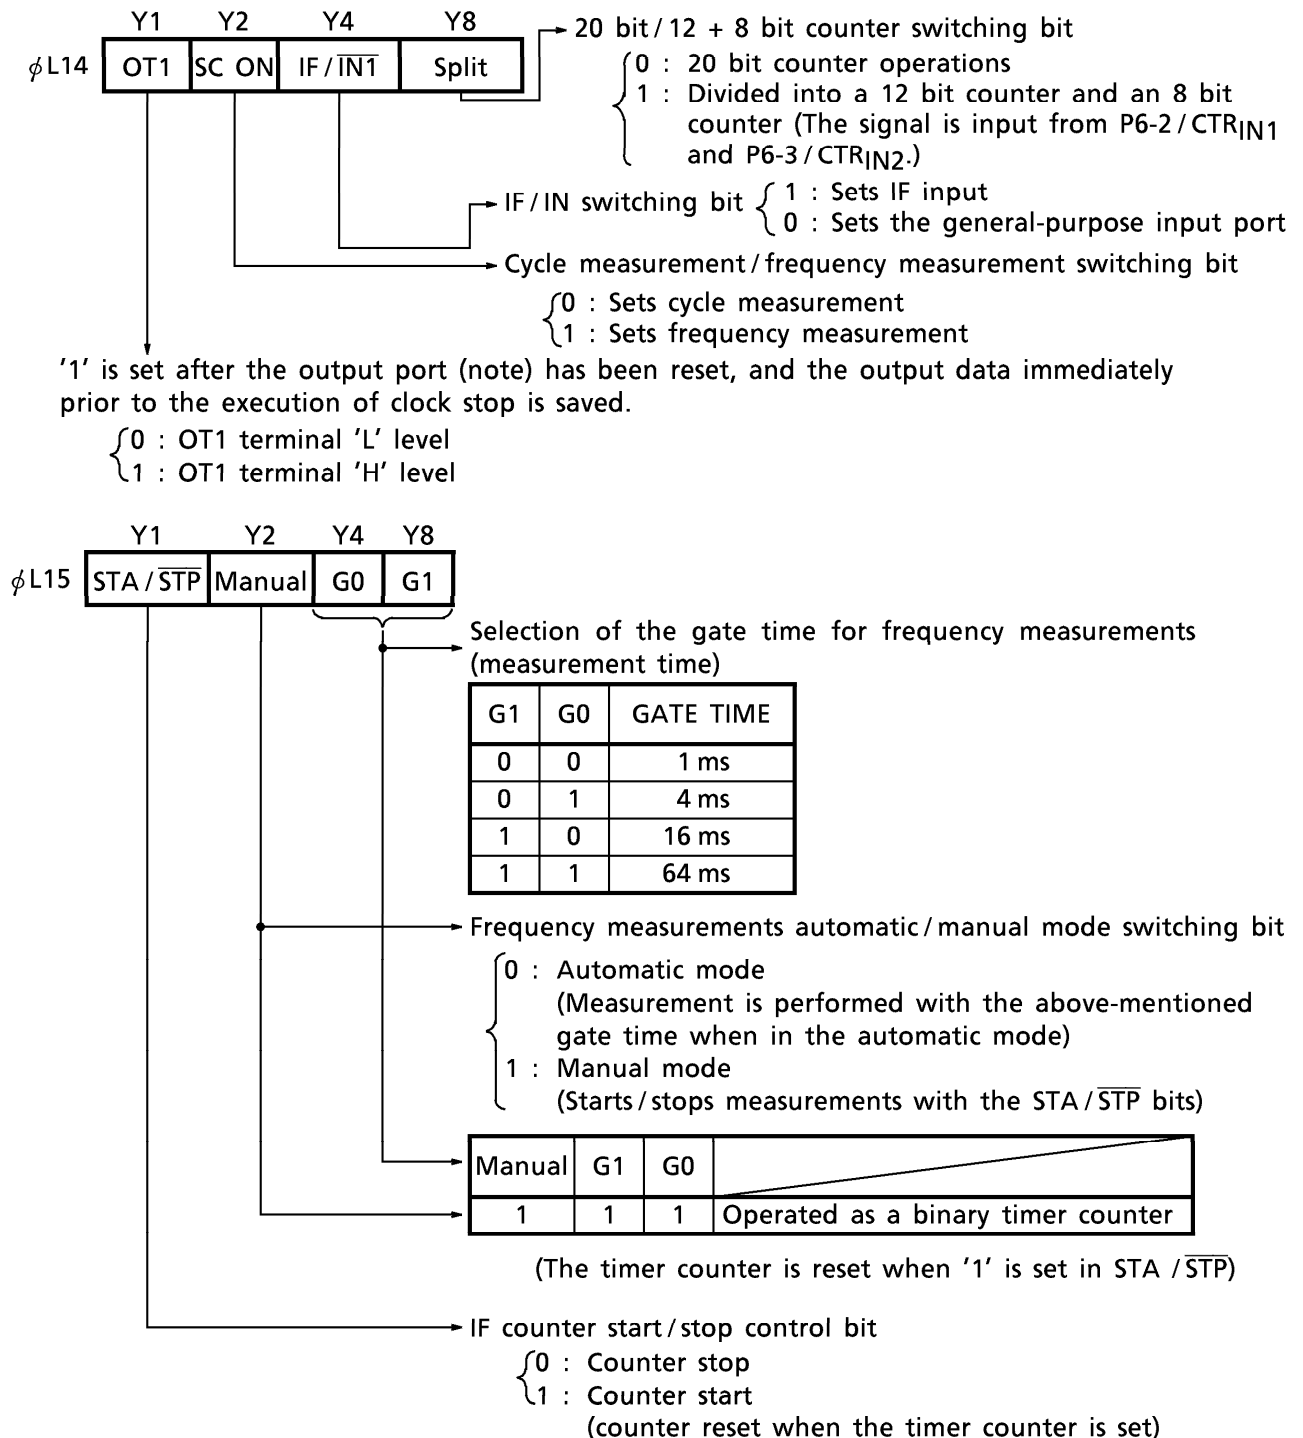 Y1 Y2 Y4 Y8
φL14 OT1 SC ON IF / I̅N̅1̅ Split
20 bit / 12 + 8 bit counter switching bit
0 : 20 bit counter operations
1 : Divided into a 12 bit counter and an 8 bit
counter (The signal is input from P6-2 / CTRIN1
and P6-3 / CTRIN2.)
IF / IN switching bit
1 : Sets IF input
0 : Sets the general-purpose input port
Cycle measurement / frequency measurement switching bit
0 : Sets cycle measurement
1 : Sets frequency measurement
'1' is set after the output port (note) has been reset, and the output data immediately
prior to the execution of clock stop is saved.
0 : OT1 terminal 'L' level
1 : OT1 terminal 'H' level
Y1 Y2 Y4 Y8
φL15 STA / S̅T̅P̅ Manual G0 G1
Selection of the gate time for frequency measurements
(measurement time)
G1 G0 GATE TIME
0 0 1 ms
0 1 4 ms
1 0 16 ms
1 1 64 ms
Frequency measurements automatic / manual mode switching bit
0 : Automatic mode
(Measurement is performed with the above-mentioned
gate time when in the automatic mode)
1 : Manual mode
(Starts / stops measurements with the STA / S̅T̅P̅ bits)
Manual G1 G0
1 1 1 Operated as a binary timer counter
(The timer counter is reset when '1' is set in STA / S̅T̅P̅)
IF counter start / stop control bit
0 : Counter stop
1 : Counter start
(counter reset when the timer counter is set)